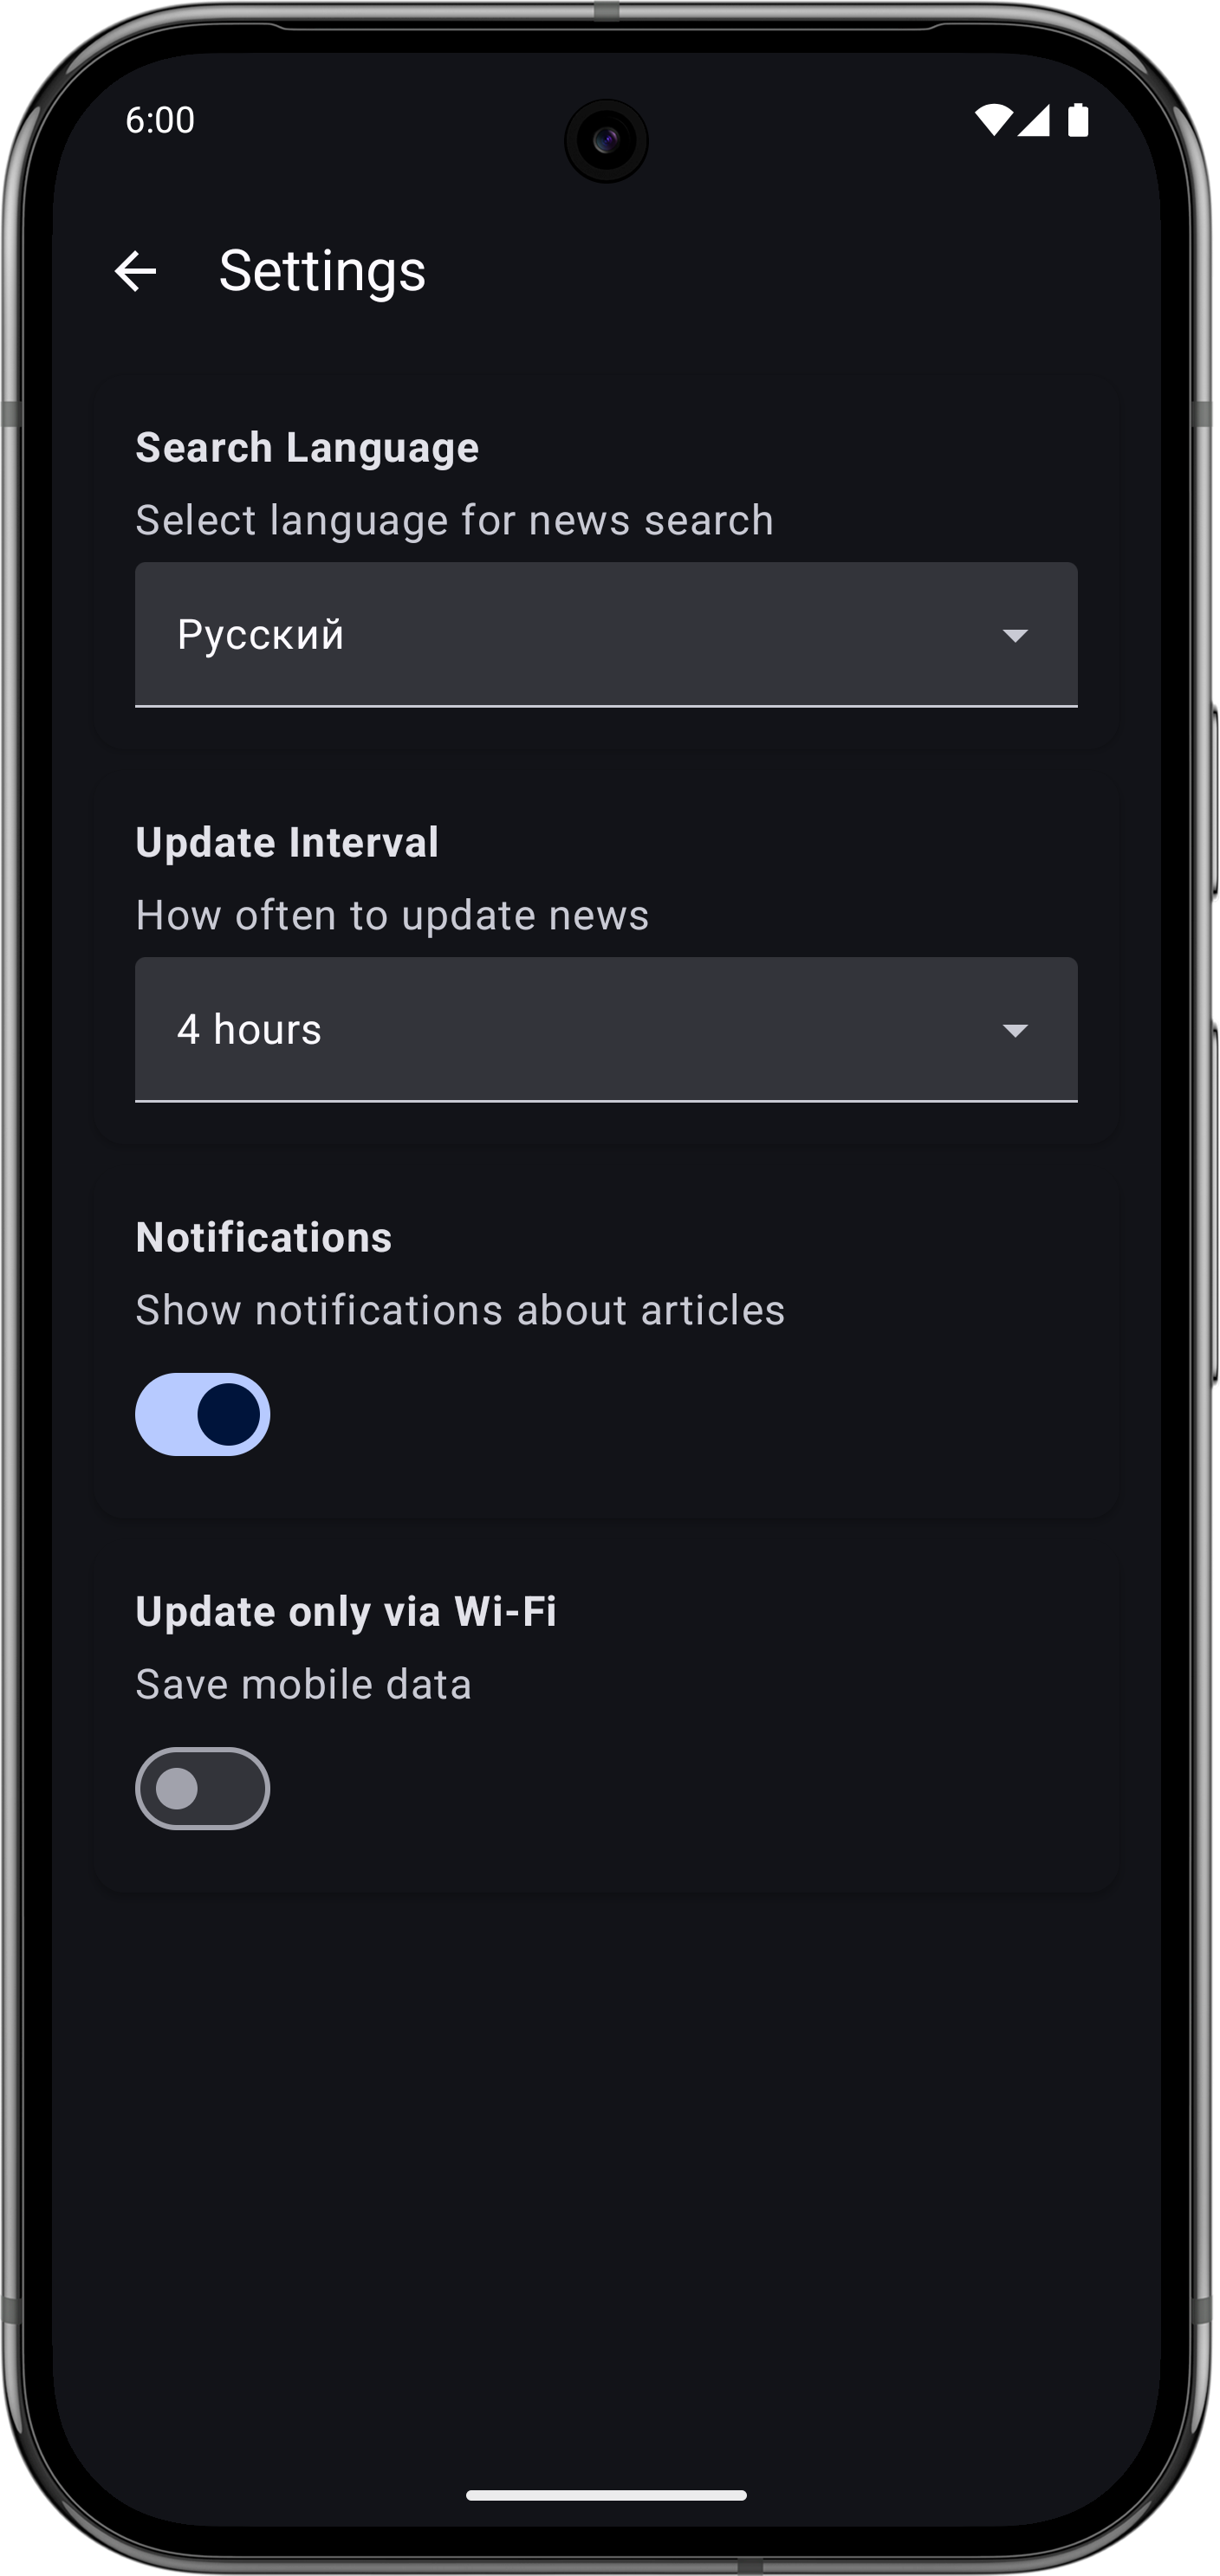 6:00
Settings
Search Language
Select language for news search
Русский
Update Interval
How often to update news
4 hours
Notifications
Show notifications about articles
Update only via Wi-Fi
Save mobile data